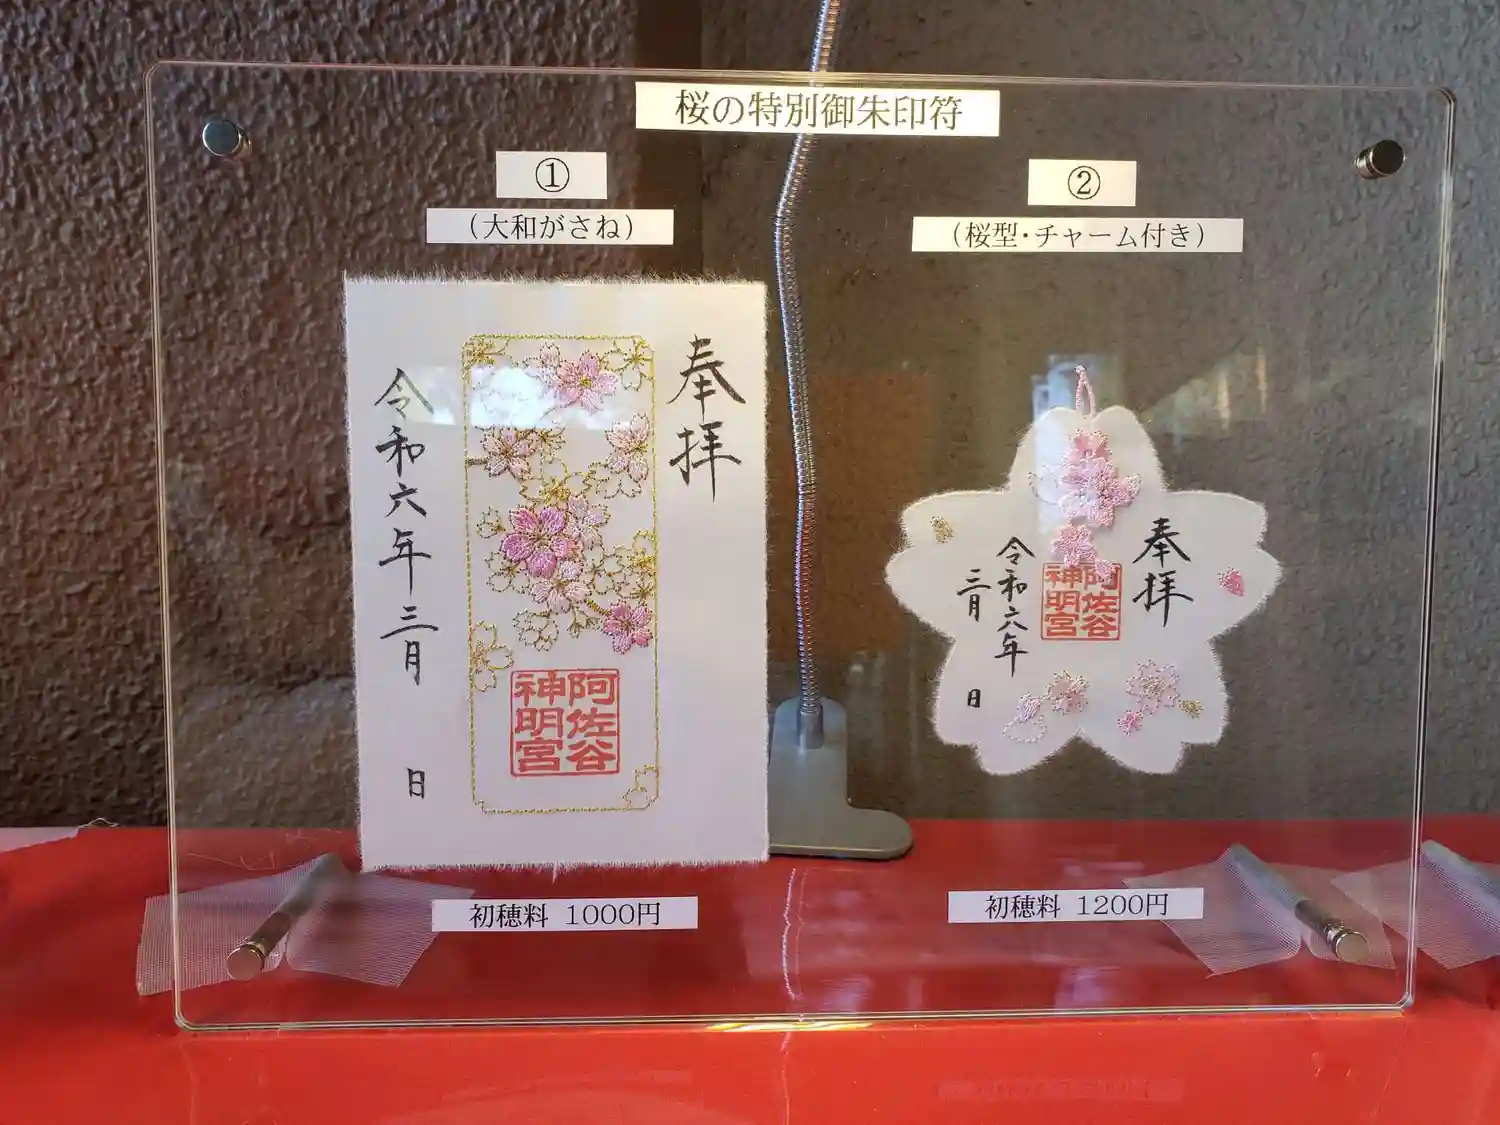 桜の特別御朱印符
①
（大和がさね）
奉拝
阿佐谷
神明宮
令和六年三月 日
初穂料 1000円
②
（桜型・チャーム付き）
奉拝
阿佐谷
神明宮
令和六年
三月 日
初穂料 1200円